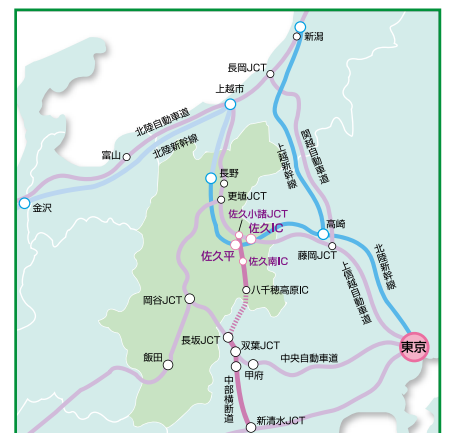 新潟
長岡JCT
上越市
北陸自動車道
北陸新幹線
富山
上越新幹線
関越自動車道
長野
金沢
更埴JCT
佐久小諸JCT
佐久IC
高崎
佐久平
佐久南IC
藤岡JCT
北陸新幹線
上信越自動車道
八千穂高原IC
岡谷JCT
長坂JCT
双葉JCT
東京
飯田
中央自動車道
甲府
中部横断道
新清水JCT